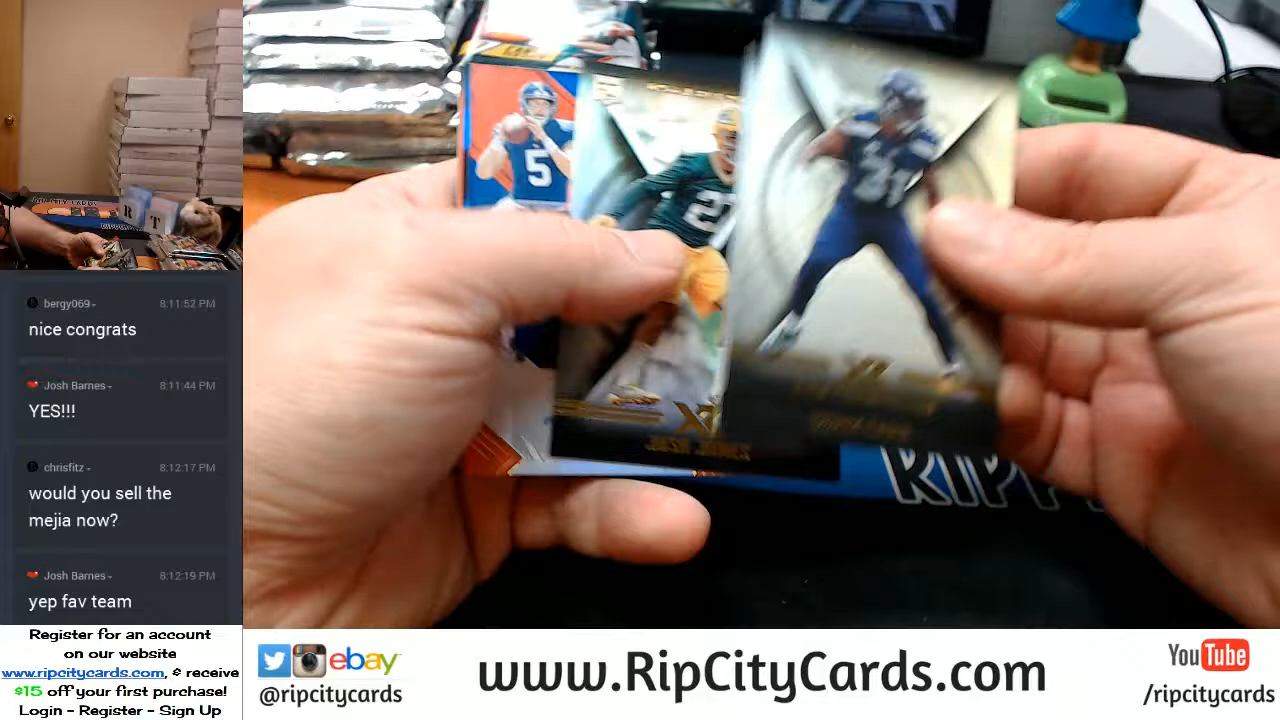 bergy069
8:11:52 PM
nice congrats
Josh Barnes
8:11:44 PM
YES!!!
chrisfitz
8:12:17 PM
would you sell the
mejia now?
Josh Barnes
8:12:19 PM
yep fav team
Register for an account
on our website
www.ripcitycards.com, & receive
$15 off your first purchase!
Login - Register - Sign Up
5
JOSH JONES
RIPP
ebay
@ripcitycards
www.RipCityCards.com
YouTube
/ripcitycards
R
T